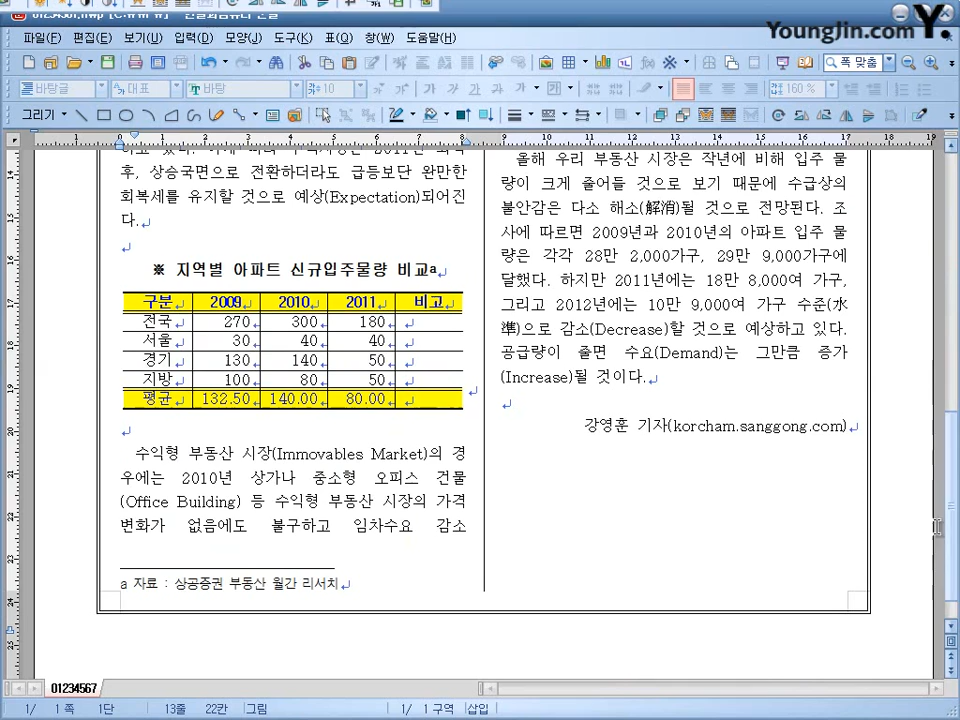 YoungJin.com Y.
파일(F) 편집(E) 보기(U) 입력(D) 모양(J) 도구(K) 표(Q) 창(W) 도움말(H)
폭 맞춤
바탕글 대표 바탕 10 160 %
그리기
후, 상승국면으로 전환하더라도 급등보단 완만한
회복세를 유지할 것으로 예상(Expectation)되어진
다.
※ 지역별 아파트 신규입주물량 비교a
구분 2009 2010 2011 비고
전국 270 300 180
서울 30 40 40
경기 130 140 50
지방 100 80 50
평균 132.50 140.00 80.00
수익형 부동산 시장(Immovables Market)의 경
우에는 2010년 상가나 중소형 오피스 건물
(Office Building) 등 수익형 부동산 시장의 가격
변화가 없음에도 불구하고 임차수요 감소
a 자료 : 상공증권 부동산 월간 리서치
올해 우리 부동산 시장은 작년에 비해 입주 물
량이 크게 줄어들 것으로 보기 때문에 수급상의
불안감은 다소 해소(解消)될 것으로 전망된다. 조
사에 따르면 2009년과 2010년의 아파트 입주 물
량은 각각 28만 2,000가구, 29만 9,000가구에
달했다. 하지만 2011년에는 18만 8,000여 가구,
그리고 2012년에는 10만 9,000여 가구 수준(水
準)으로 감소(Decrease)할 것으로 예상하고 있다.
공급량이 줄면 수요(Demand)는 그만큼 증가
(Increase)될 것이다.
강영훈 기자(korcham.sanggong.com)
01234567
1/ 1 쪽 1단 13줄 22칸 그림 1/ 1 구역 삽입